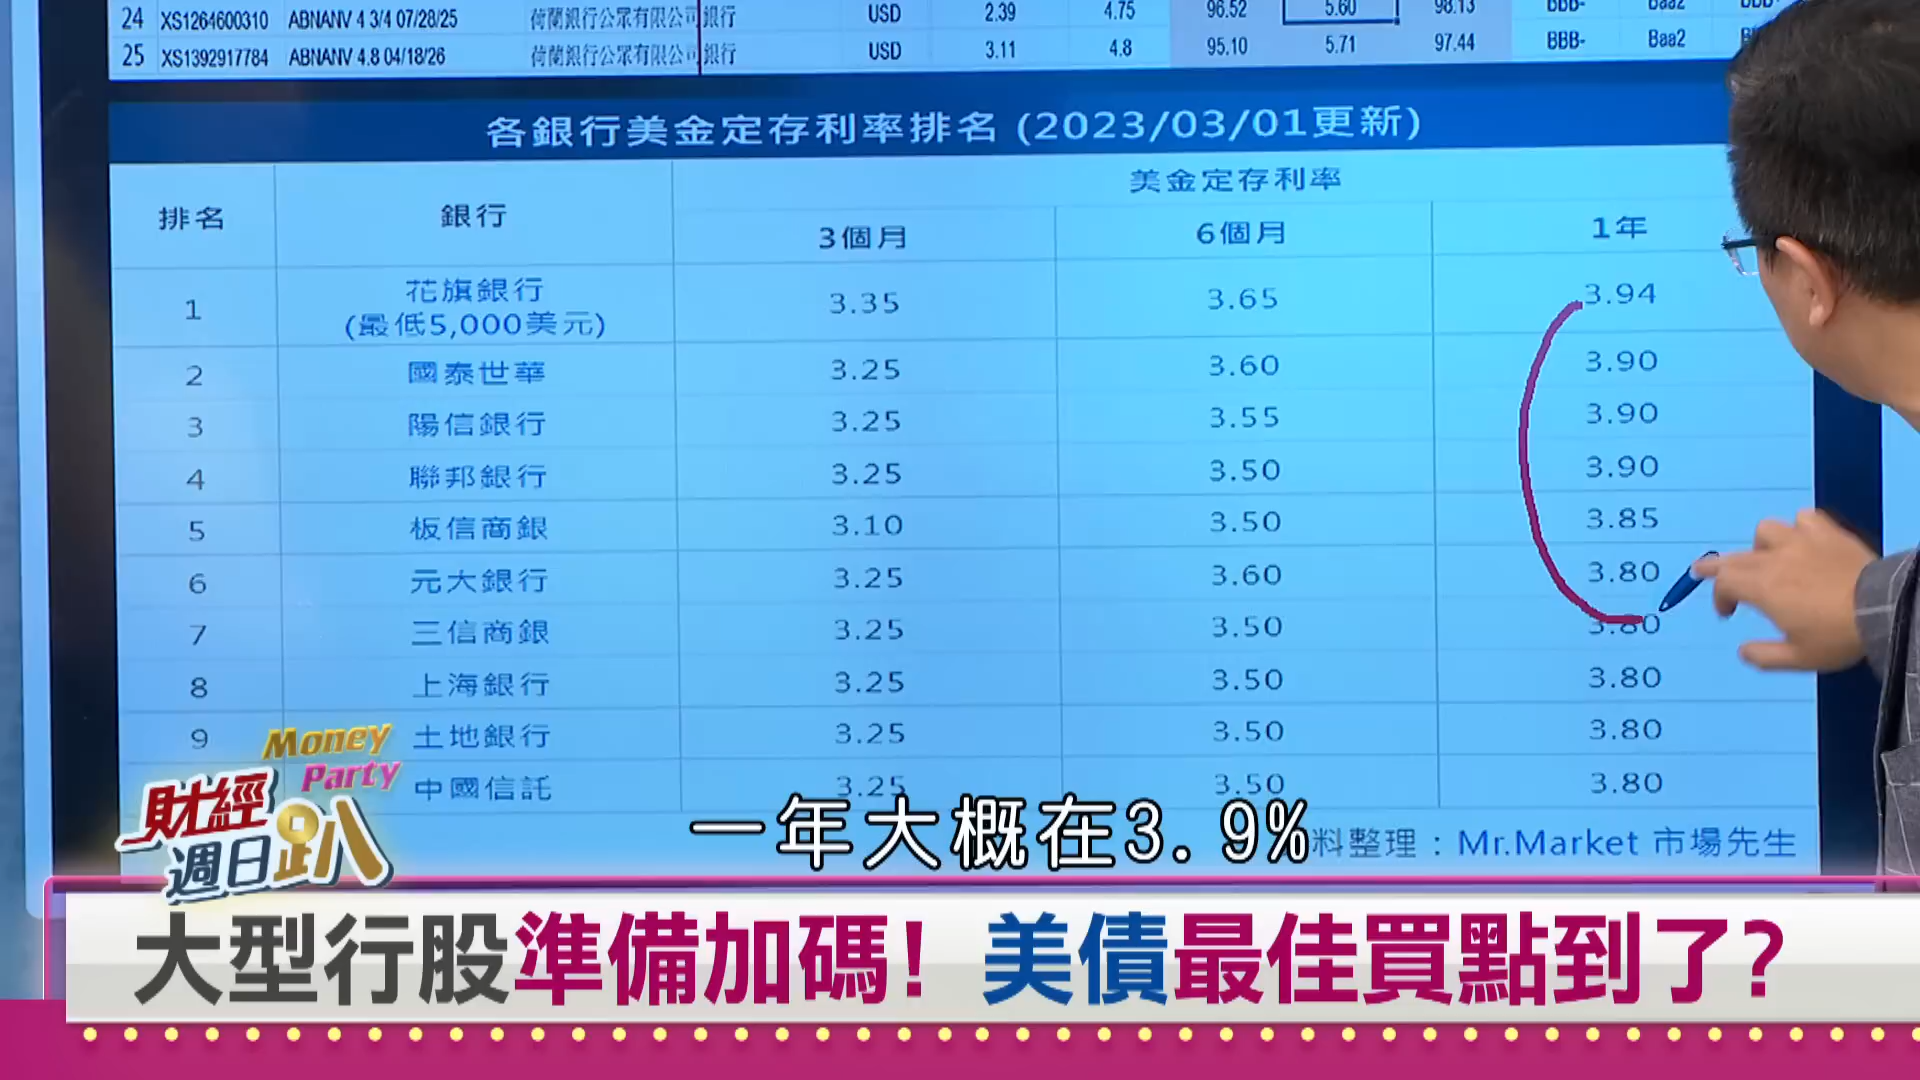 24 XS1264600310 ABNANV 4 3/4 07/28/25 荷蘭銀行公眾有限公司 銀行 USD 2.39 4.75 96.52 5.60 98.13 BBB- Baa2
25 XS1392917784 ABNANV 4.8 04/18/26 荷蘭銀行公眾有限公司 銀行 USD 3.11 4.8 95.10 5.71 97.44 BBB- Baa2
各銀行美金定存利率排名 (2023/03/01更新)
排名 銀行 美金定存利率
3個月 6個月 1年
1 花旗銀行 (最低5,000美元) 3.35 3.65 3.94
2 國泰世華 3.25 3.60 3.90
3 陽信銀行 3.25 3.55 3.90
4 聯邦銀行 3.25 3.50 3.90
5 板信商銀 3.10 3.50 3.85
6 元大銀行 3.25 3.60 3.80
7 三信商銀 3.25 3.50 3.80
8 上海銀行 3.25 3.50 3.80
9 土地銀行 3.25 3.50 3.80
中國信託 3.25 3.50 3.80
料整理：Mr.Market 市場先生
一年大概在3.9%
Money
Party
財經
週日趴
大型行股準備加碼! 美債最佳買點到了?